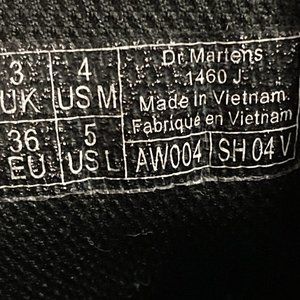 3 UK
4 US M
36 EU
5 US L
Dr. Martens
1460 J
Made in Vietnam.
Fabriqué en Vietnam
AW004 SH 04 V